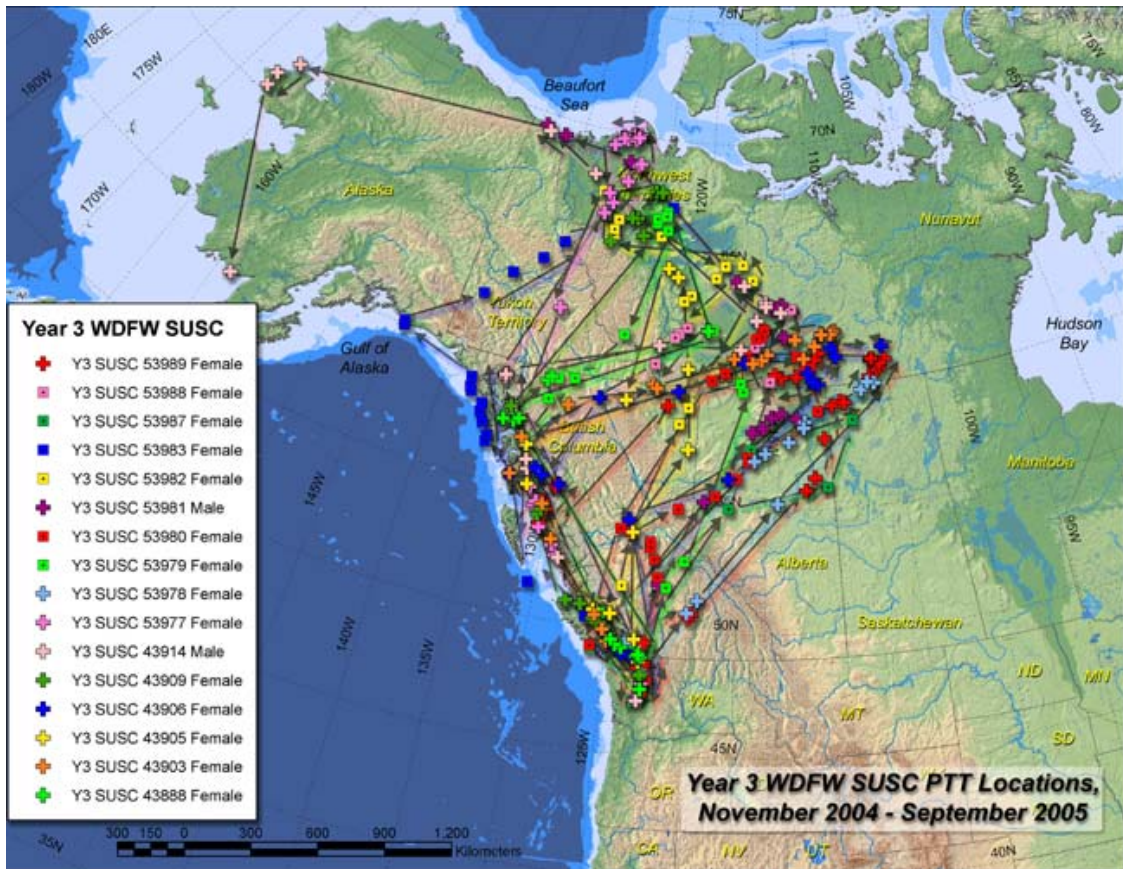 75N
180E
175W
180W
75W
85W
80W
Beaufort
Sea
105W
70N
110W
170W
160W
90W
120W
Alaska
Nunavut
Yukon
Territory
Year 3 WDFW SUSC
Gulf of
Alaska
Hudson
Bay
Y3 SUSC 53989 Female
Y3 SUSC 53988 Female
Y3 SUSC 53987 Female
Y3 SUSC 53983 Female
Y3 SUSC 53982 Female
Y3 SUSC 53981 Male
Y3 SUSC 53980 Female
Y3 SUSC 53979 Female
Y3 SUSC 53978 Female
Y3 SUSC 53977 Female
Y3 SUSC 43914 Male
Y3 SUSC 43909 Female
Y3 SUSC 43906 Female
Y3 SUSC 43905 Female
Y3 SUSC 43903 Female
Y3 SUSC 43888 Female
British
Columbia
100W
Manitoba
145W
95W
Alberta
140W
50N
Saskatchewan
135W
ND
MN
WA
MT
SD
45N
OR
Year 3 WDFW SUSC PTT Locations,
November 2004 - September 2005
300 150 0 300 600 900 1,200
Kilometers
35N
CA
NV
UT
40N